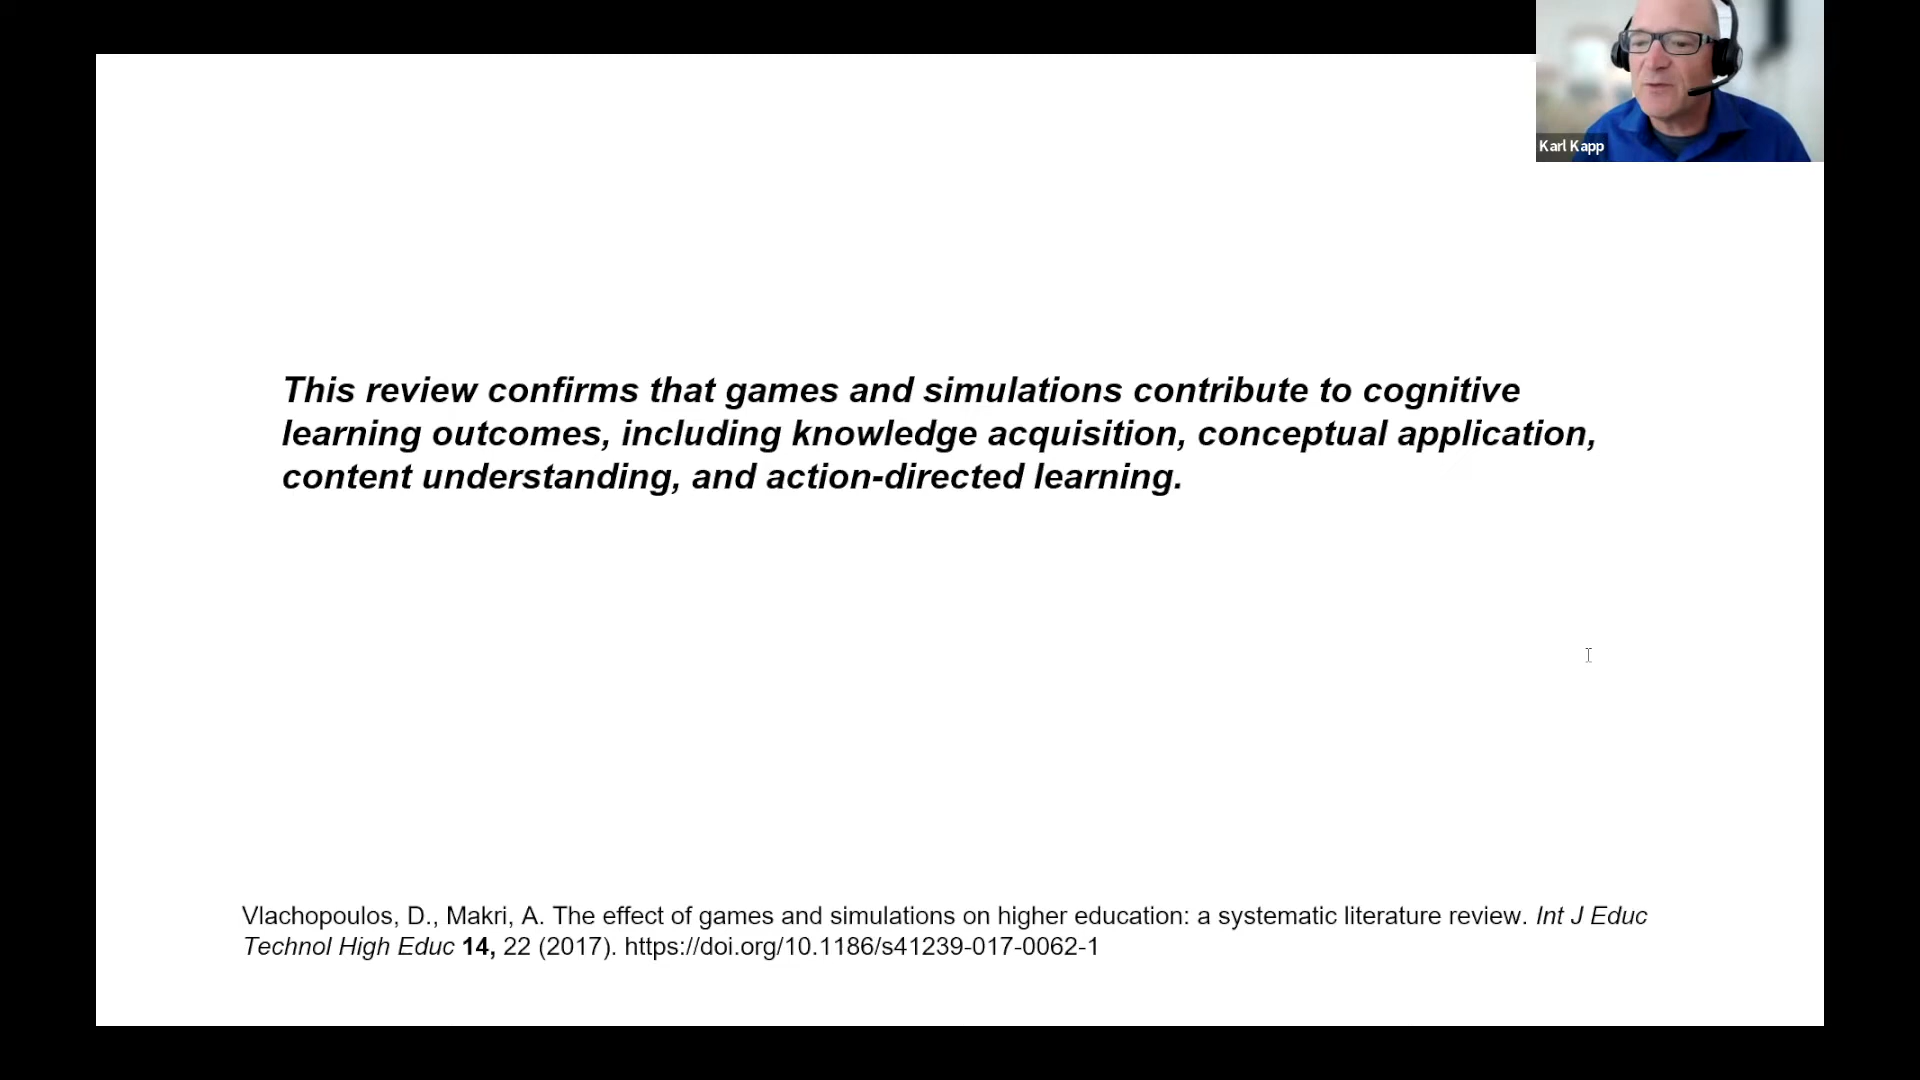 Karl Kapp
This review confirms that games and simulations contribute to cognitive
learning outcomes, including knowledge acquisition, conceptual application,
content understanding, and action-directed learning.
Vlachopoulos, D., Makri, A. The effect of games and simulations on higher education: a systematic literature review. Int J Educ
Technol High Educ 14, 22 (2017). https://doi.org/10.1186/s41239-017-0062-1